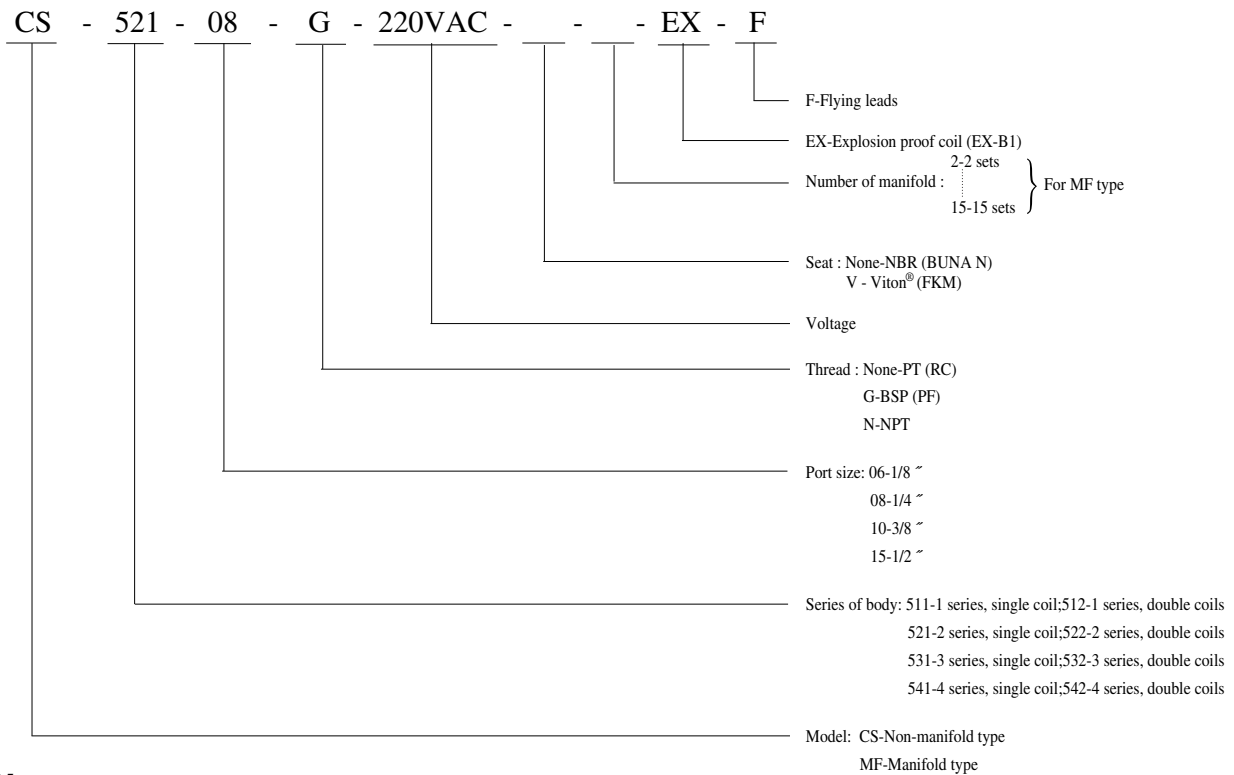 CS - 521 - 08 - G - 220VAC - - - EX - F
F-Flying leads
EX-Explosion proof coil (EX-B1)
2-2 sets
Number of manifold :
For MF type
15-15 sets
Seat : None-NBR (BUNA N)
V - Viton® (FKM)
Voltage
Thread : None-PT (RC)
G-BSP (PF)
N-NPT
Port size: 06-1/8 ˝
08-1/4 ˝
10-3/8 ˝
15-1/2 ˝
Series of body: 511-1 series, single coil;512-1 series, double coils
521-2 series, single coil;522-2 series, double coils
531-3 series, single coil;532-3 series, double coils
541-4 series, single coil;542-4 series, double coils
Model: CS-Non-manifold type
MF-Manifold type